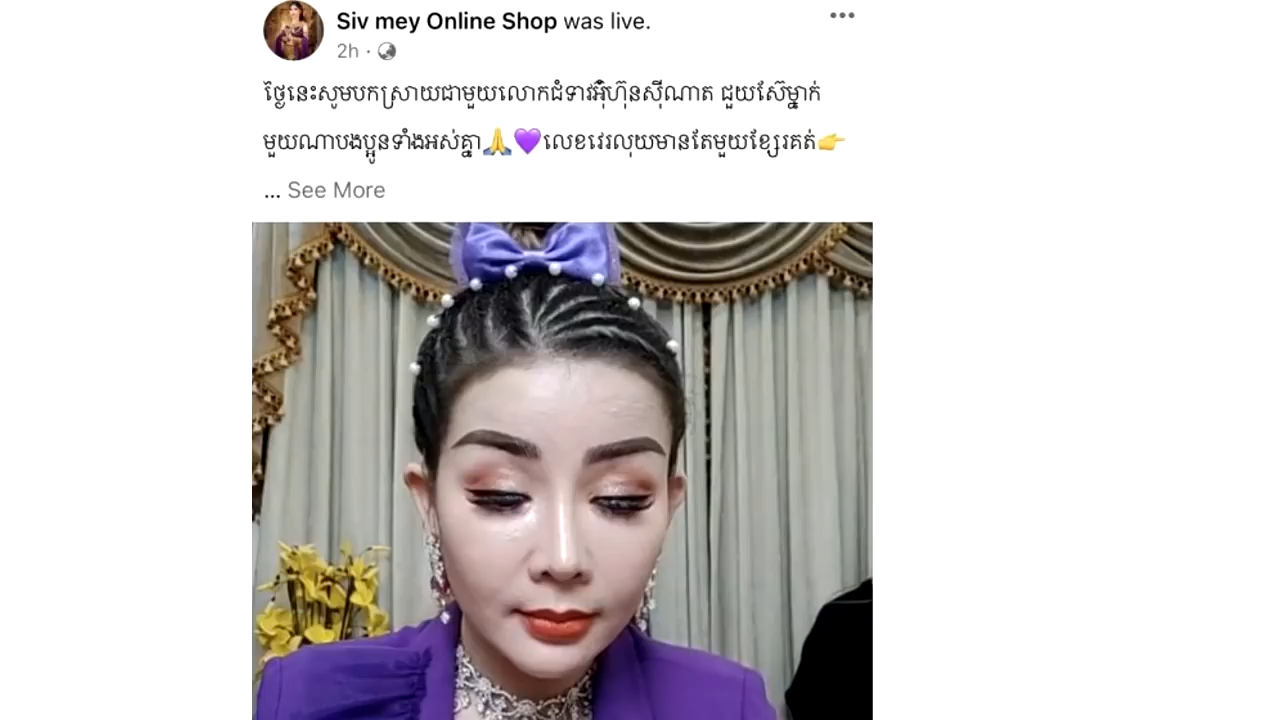 Siv mey Online Shop was live.
2h ·
ថ្ងៃនេះសូមបកស្រាយជាមួយលោកជំទាវអ៊ុំហ៊ុនស៊ីណាត ជួយស៊ែម្នាក់
មួយណាបងប្អូនទាំងអស់គ្នា🙏💜លេខវេរលុយមានតែមួយខ្សែរគត់👉
... See More